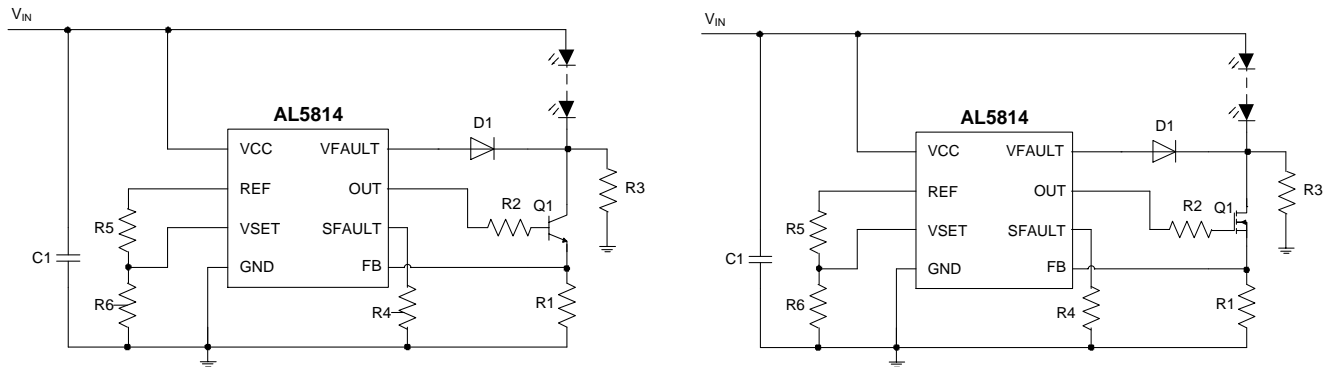 VIN
AL5814
VCC
REF
VSET
GND
VFAULT
OUT
SFAULT
FB
D1
R2
Q1
R3
R5
C1
R6
R4
R1
VIN
AL5814
VCC
REF
VSET
GND
VFAULT
OUT
SFAULT
FB
D1
R2
Q1
R3
R5
C1
R6
R4
R1